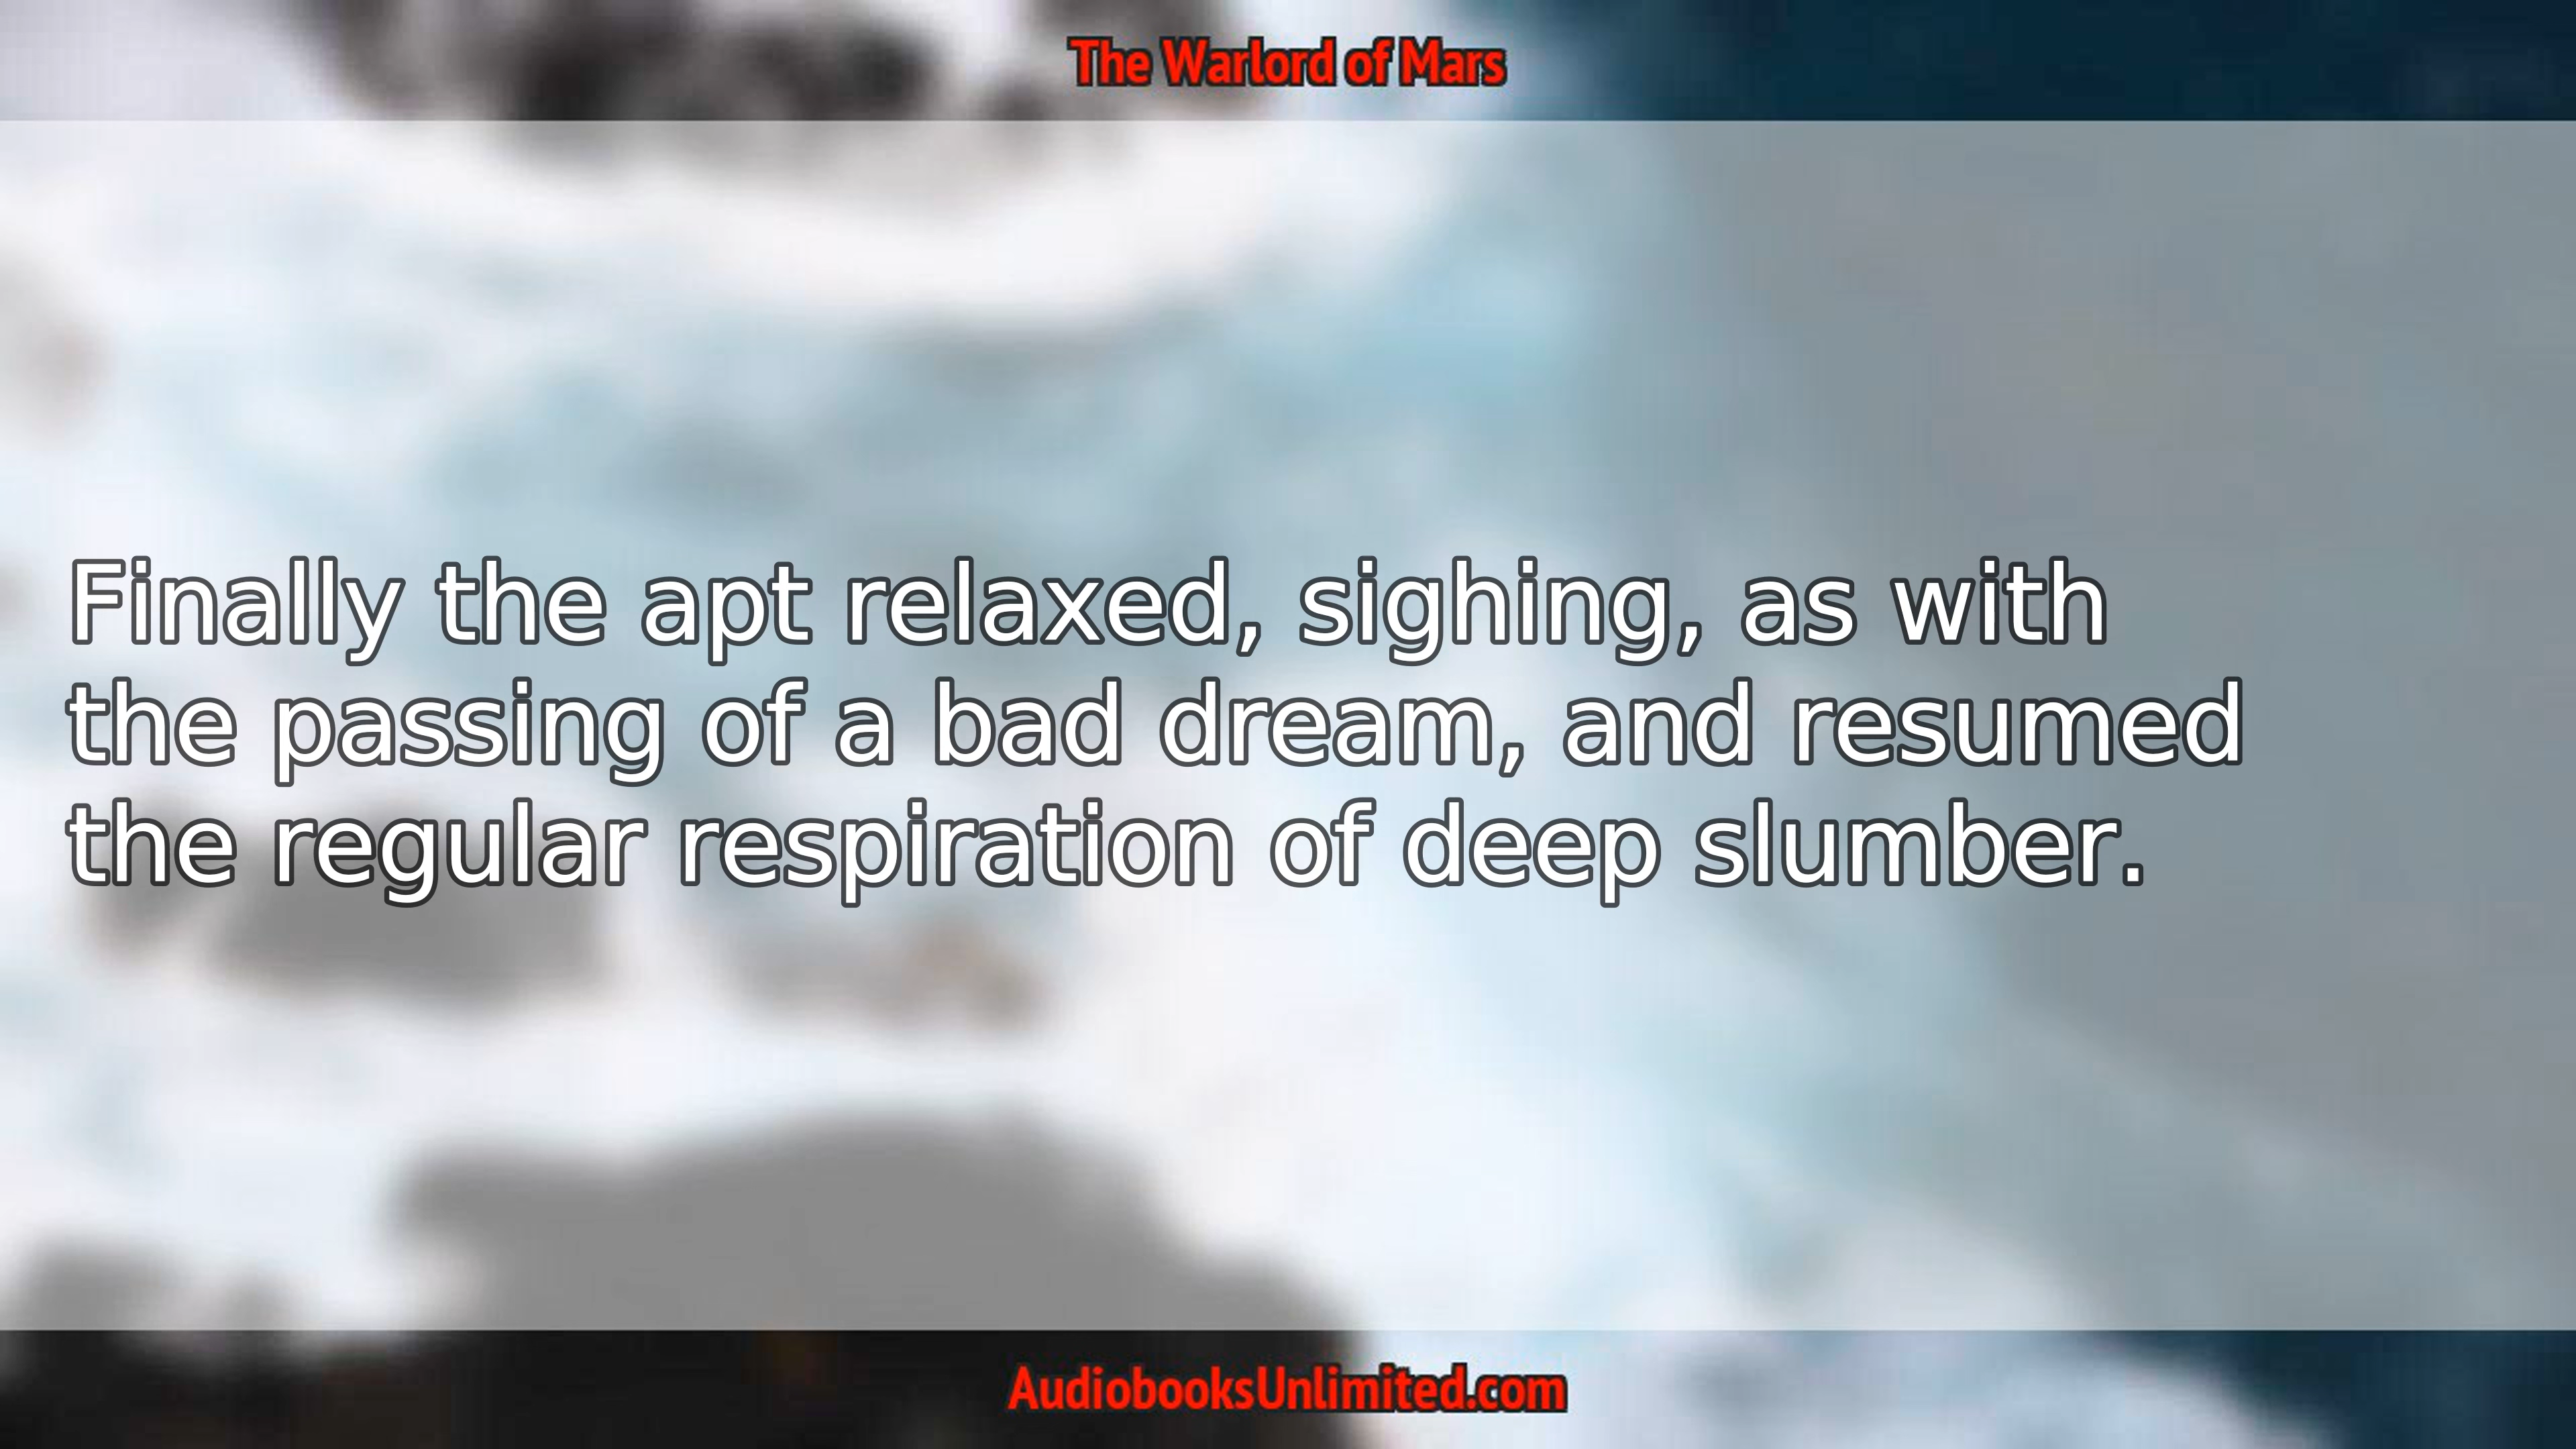 The Warlord of Mars
Finally the apt relaxed, sighing, as with
the passing of a bad dream, and resumed
the regular respiration of deep slumber.
AudiobooksUnlimited.com